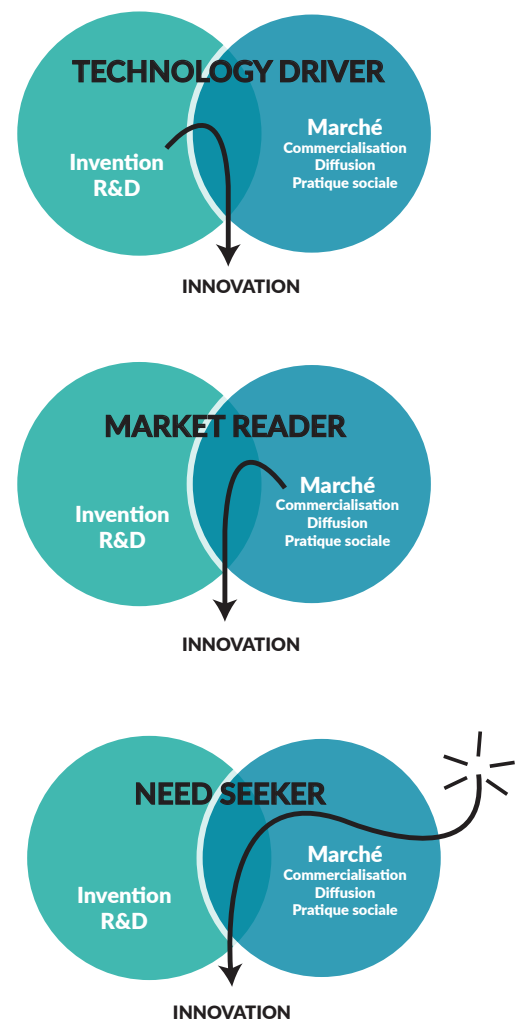 TECHNOLOGY DRIVER
Invention
R&D
Marché
Commercialisation
Diffusion
Pratique sociale
INNOVATION
MARKET READER
Invention
R&D
Marché
Commercialisation
Diffusion
Pratique sociale
INNOVATION
NEED SEEKER
Invention
R&D
Marché
Commercialisation
Diffusion
Pratique sociale
INNOVATION